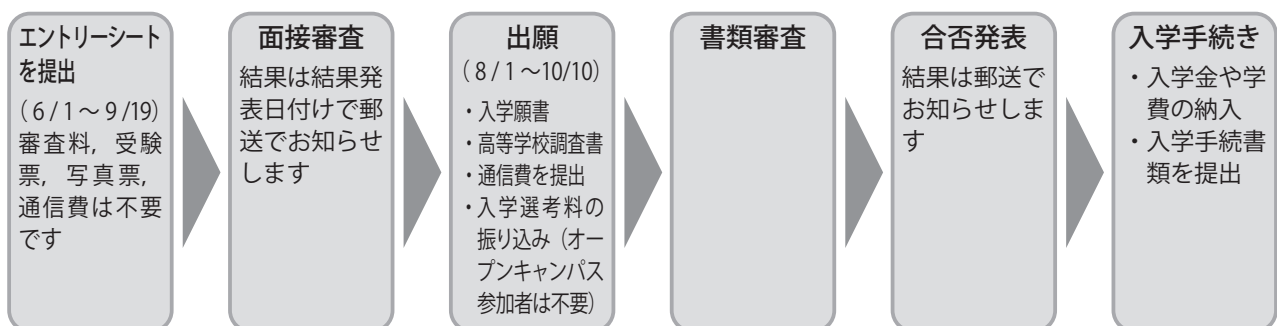 エントリーシート
を提出
(6/1~9/19)
審査料,受験
票,写真票,
通信費は不要
です
面接審査
結果は結果発
表日付けで郵
送でお知らせ
します
出願
(8/1~10/10)
・入学願書
・高等学校調査書
・通信費を提出
・入学選考料の
振り込み(オー
プンキャンパス
参加者は不要)
書類審査
合否発表
結果は郵送で
お知らせしま
す
入学手続き
・入学金や学
費の納入
・入学手続書
類を提出